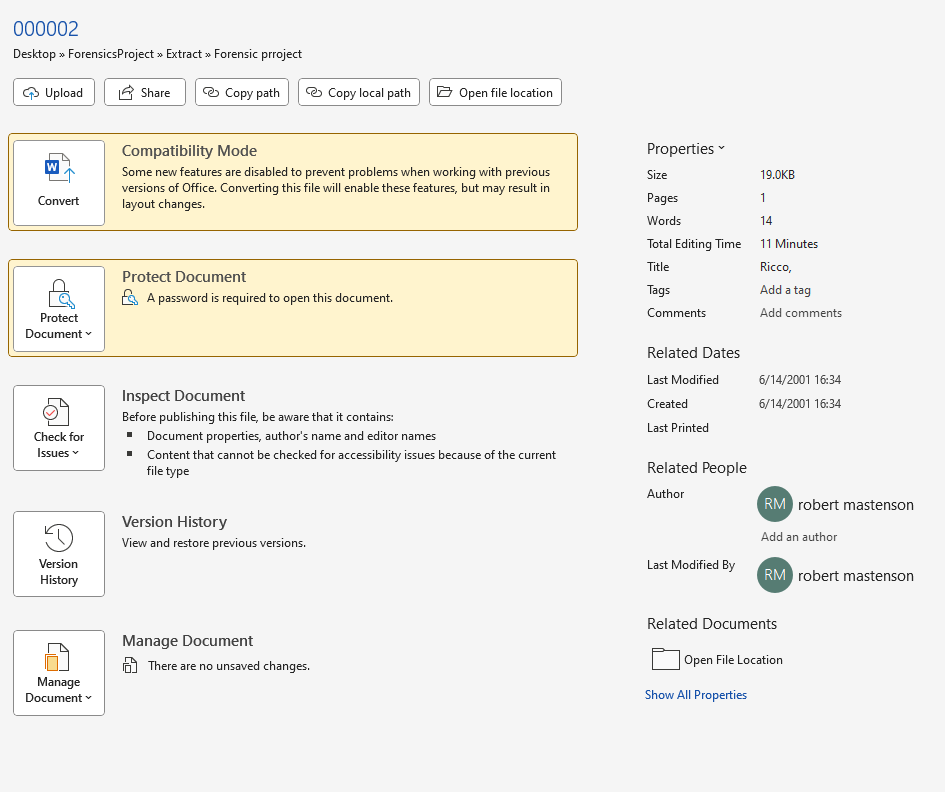 000002
Desktop » ForensicsProject » Extract » Forensic prroject
Upload
Share
Copy path
Copy local path
Open file location
Convert
Compatibility Mode
Some new features are disabled to prevent problems when working with previous
versions of Office. Converting this file will enable these features, but may result in
layout changes.
Protect
Document
Protect Document
A password is required to open this document.
Check for
Issues
Inspect Document
Before publishing this file, be aware that it contains:
Document properties, author's name and editor names
Content that cannot be checked for accessibility issues because of the current
file type
Version
History
Version History
View and restore previous versions.
Manage
Document
Manage Document
There are no unsaved changes.
Properties
Size 19.0KB
Pages 1
Words 14
Total Editing Time 11 Minutes
Title Ricco,
Tags Add a tag
Comments Add comments
Related Dates
Last Modified 6/14/2001 16:34
Created 6/14/2001 16:34
Last Printed
Related People
Author RM robert mastenson
Add an author
Last Modified By RM robert mastenson
Related Documents
Open File Location
Show All Properties